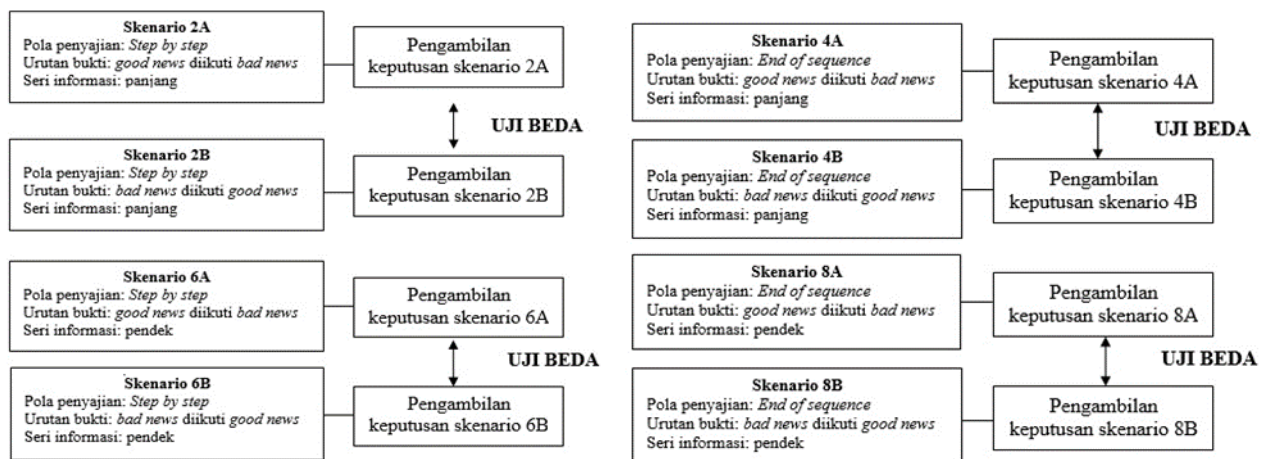 Skenario 2A
Pola penyajian: Step by step
Urutan bukti: good news diikuti bad news
Seri informasi: panjang
Pengambilan
keputusan skenario 2A
UJI BEDA
Skenario 2B
Pola penyajian: Step by step
Urutan bukti: bad news diikuti good news
Seri informasi: panjang
Pengambilan
keputusan skenario 2B
Skenario 4A
Pola penyajian: End of sequence
Urutan bukti: good news diikuti bad news
Seri informasi: panjang
Pengambilan
keputusan skenario 4A
UJI BEDA
Skenario 4B
Pola penyajian: End of sequence
Urutan bukti: bad news diikuti good news
Seri informasi: panjang
Pengambilan
keputusan skenario 4B
Skenario 6A
Pola penyajian: Step by step
Urutan bukti: good news diikuti bad news
Seri informasi: pendek
Pengambilan
keputusan skenario 6A
UJI BEDA
Skenario 6B
Pola penyajian: Step by step
Urutan bukti: bad news diikuti good news
Seri informasi: pendek
Pengambilan
keputusan skenario 6B
Skenario 8A
Pola penyajian: End of sequence
Urutan bukti: good news diikuti bad news
Seri informasi: pendek
Pengambilan
keputusan skenario 8A
UJI BEDA
Skenario 8B
Pola penyajian: End of sequence
Urutan bukti: bad news diikuti good news
Seri informasi: pendek
Pengambilan
keputusan skenario 8B